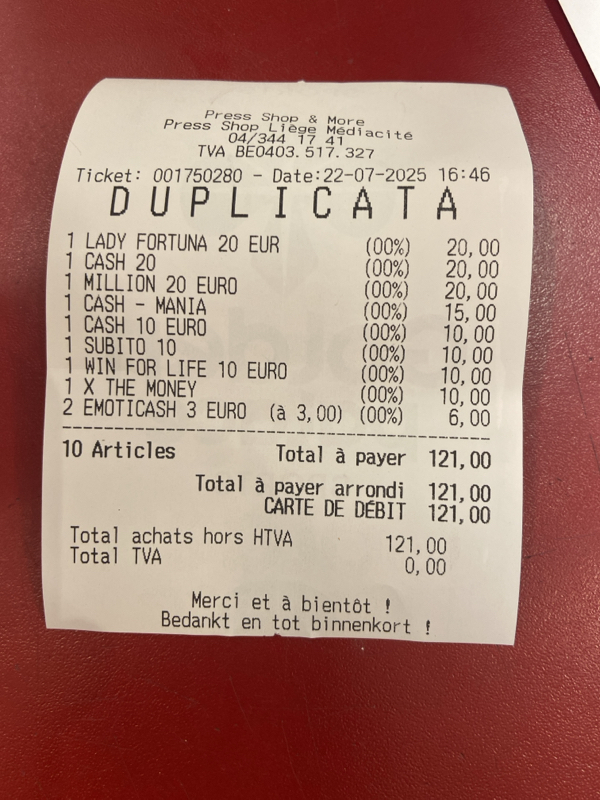 Press Shop & More
Press Shop Liège Médiacité
04/344 17 41
TVA BE0403.517.327
Ticket: 001750280 - Date:22-07-2025 16:46
DUPLICATA
1 LADY FORTUNA 20 EUR (00%) 20,00
1 CASH 20 (00%) 20,00
1 MILLION 20 EURO (00%) 20,00
1 CASH - MANIA (00%) 15,00
1 CASH 10 EURO (00%) 10,00
1 SUBITO 10 (00%) 10,00
1 WIN FOR LIFE 10 EURO (00%) 10,00
1 X THE MONEY (00%) 10,00
2 EMOTICASH 3 EURO (à 3,00) (00%) 6,00
10 Articles Total à payer 121,00
Total à payer arrondi 121,00
CARTE DE DÉBIT 121,00
Total achats hors HTVA 121,00
Total TVA 0,00
Merci et à bientôt !
Bedankt en tot binnenkort !